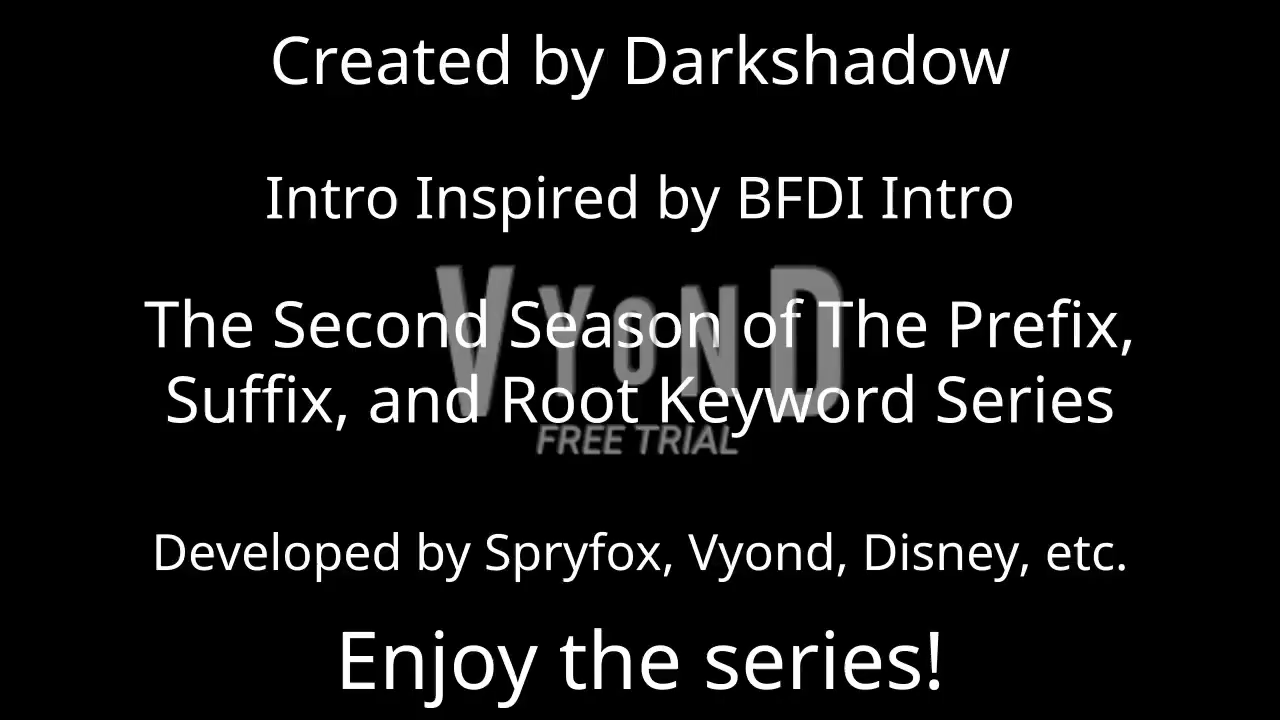 Created by Darkshadow
Intro Inspired by BFDI Intro
VYOND
The Second Season of The Prefix,
Suffix, and Root Keyword Series
FREE TRIAL
Developed by Spryfox, Vyond, Disney, etc.
Enjoy the series!